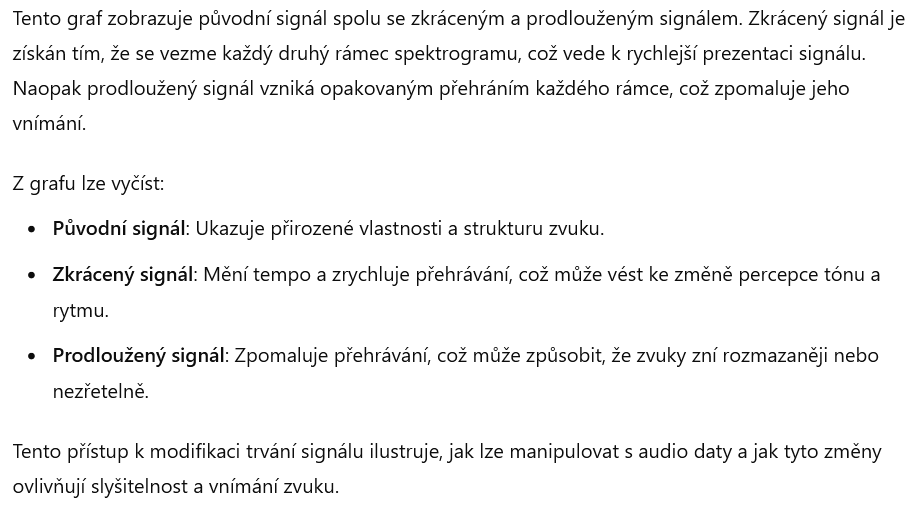 Tento graf zobrazuje původní signál spolu se zkráceným a prodlouženým signálem. Zkrácený signál je
získán tím, že se vezme každý druhý rámec spektrogramu, což vede k rychlejší prezentaci signálu.
Naopak prodloužený signál vzniká opakovaným přehráním každého rámce, což zpomaluje jeho
vnímání.
Z grafu lze vyčíst:
• Původní signál: Ukazuje přirozené vlastnosti a strukturu zvuku.
• Zkrácený signál: Mění tempo a zrychluje přehrávání, což může vést ke změně percepce tónu a
rytmu.
• Prodloužený signál: Zpomaluje přehrávání, což může způsobit, že zvuky zní rozmazaněji nebo
nezřetelně.
Tento přístup k modifikaci trvání signálu ilustruje, jak lze manipulovat s audio daty a jak tyto změny
ovlivňují slyšitelnost a vnímání zvuku.